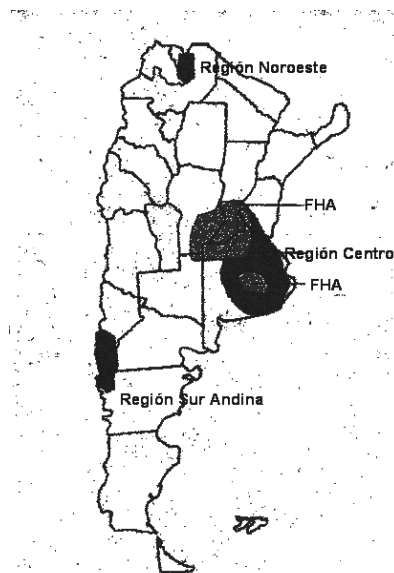 Región Noroeste
FHA
Región Centro
FHA
Región Sur Andina